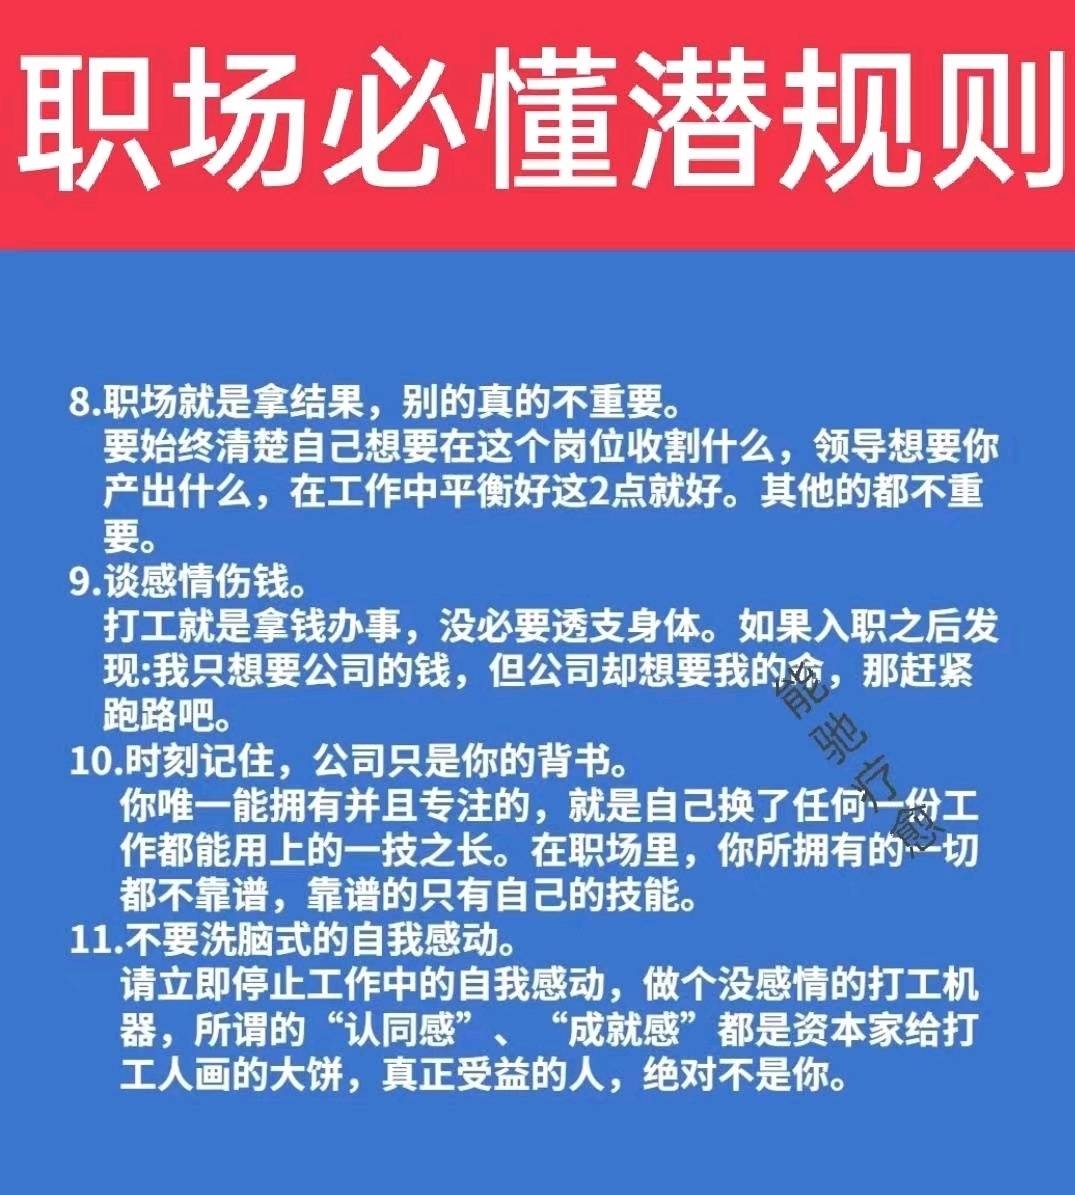 职场必懂潜规则
8.职场就是拿结果，别的真的不重要。
要始终清楚自己想要在这个岗位收割什么，领导想要你
产出什么，在工作中平衡好这2点就好。其他的都不重
要。
9.谈感情伤钱。
打工就是拿钱办事，没必要透支身体。如果入职之后发
现:我只想要公司的钱，但公司却想要我的命，那赶紧
跑路吧。
10.时刻记住，公司只是你的背书。
你唯一能拥有并且专注的，就是自己换了任何一份工
作都能用上的一技之长。在职场里，你所拥有的一切
都不靠谱，靠谱的只有自己的技能。
11.不要洗脑式的自我感动。
请立即停止工作中的自我感动，做个没感情的打工机
器，所谓的“认同感”、“成就感”都是资本家给打
工人画的大饼，真正受益的人，绝对不是你。
能驰疗愈